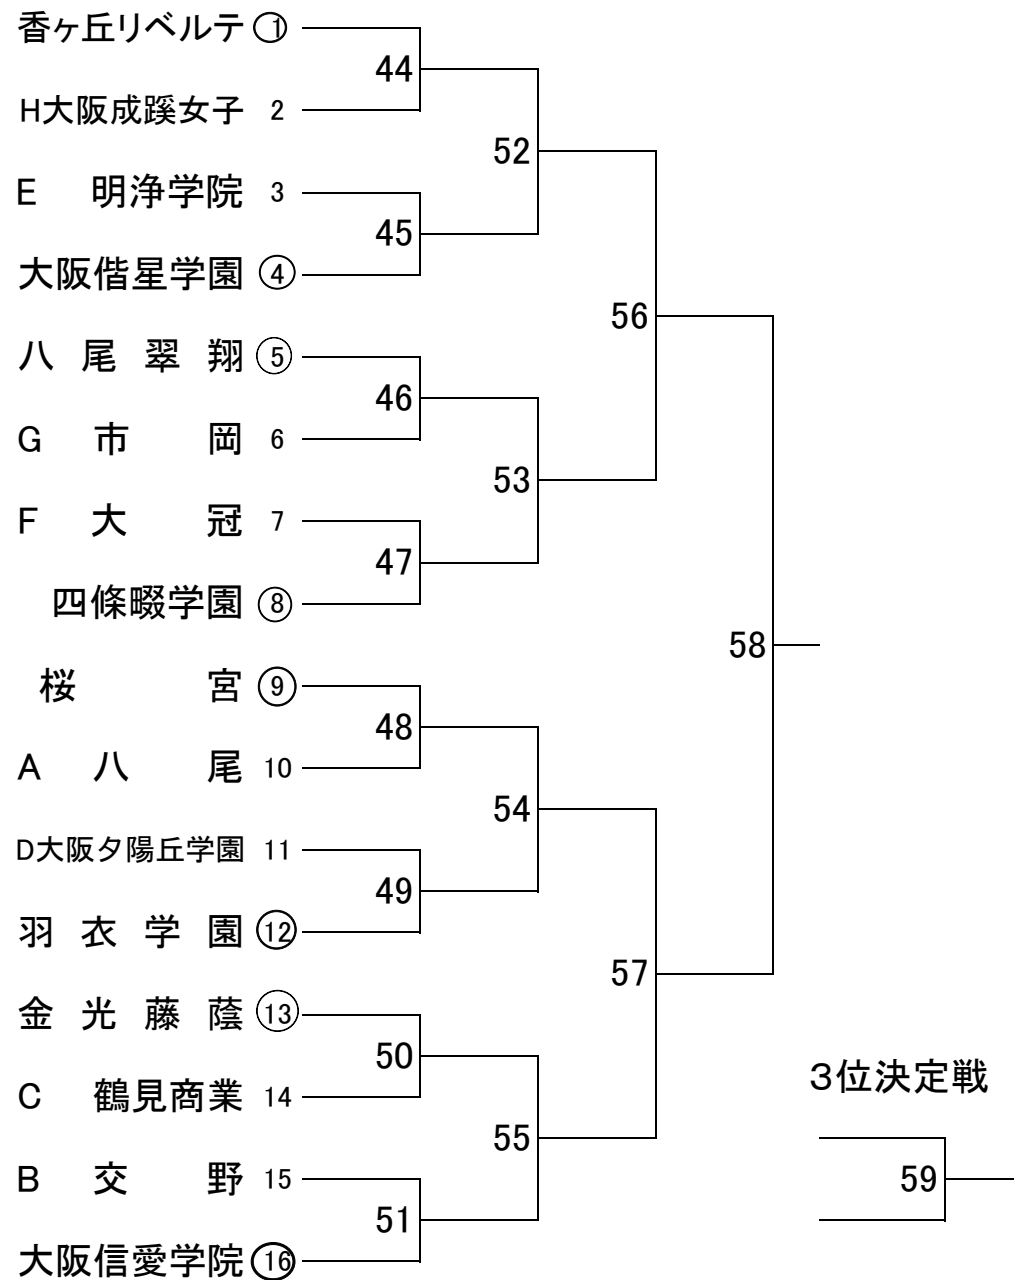 香ヶ丘リベルテ ①
44
H大阪成蹊女子 2
52
E 明浄学院 3
45
大阪偕星学園 ④
56
八尾翠翔 ⑤
46
G 市岡 6
53
F 大冠 7
47
四條畷学園 ⑧
58
桜宮 ⑨
48
A 八尾 10
54
D大阪夕陽丘学園 11
49
羽衣学園 ⑫
57
金光藤蔭 ⑬
50
C 鶴見商業 14
3位決定戦
55
B 交野 15
59
51
大阪信愛学院 ⑯